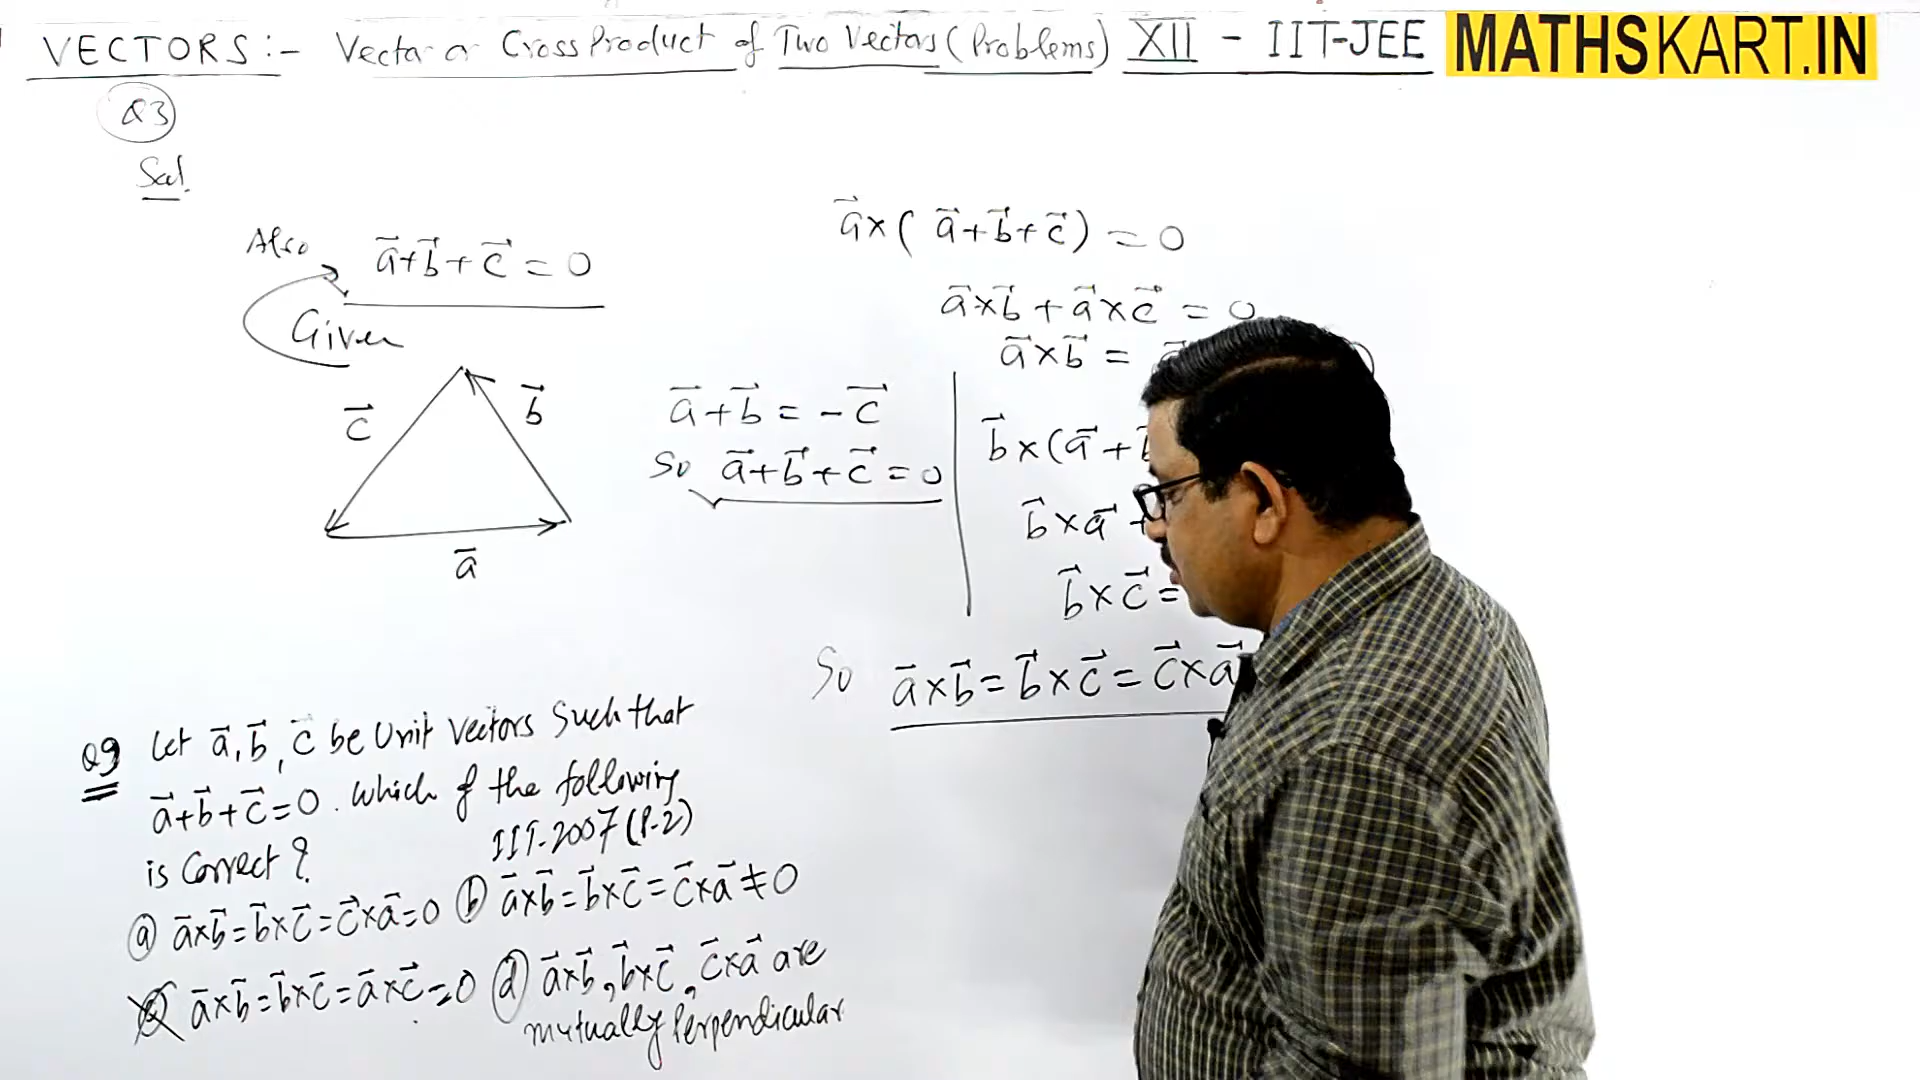 VECTORS :- Vector or Cross Product of Two Vectors (Problems) XII - IIT-JEE MATHSKART.IN
Q3
Sol.
Also a⃗+b⃗+c⃗ = 0
Given
c⃗
b⃗
a⃗
a⃗+b⃗ = -c⃗
So a⃗+b⃗+c⃗ = 0
a⃗×( a⃗+b⃗+c⃗) = 0
a⃗×b⃗ + a⃗×c⃗ = 0
a⃗×b⃗ =
b⃗×(a⃗+
b⃗×a⃗
b⃗×c⃗ =
So a⃗×b⃗ = b⃗×c⃗ = c⃗×a⃗
Q9 Let a⃗, b⃗, c⃗ be Unit Vectors Such that
a⃗+b⃗+c⃗=0. Which of the following
is Correct? IIT-2007 (P-2)
(a) a⃗×b⃗ = b⃗×c⃗ = c⃗×a⃗ = 0 (b) a⃗×b⃗ = b⃗×c⃗ = c⃗×a⃗ ≠ 0
a⃗×b⃗ = b⃗×c⃗ = a⃗×c⃗ = 0 (d) a⃗×b⃗, b⃗×c⃗, c⃗×a⃗ are
mutually Perpendicular